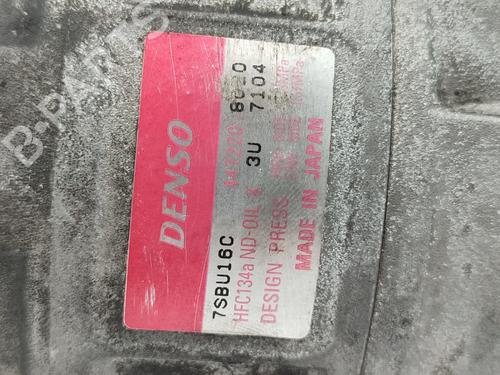 DENSO
7SBU16C
HFC134a ND-OIL 8 3U 7104
DESIGN PRESS
MADE IN JAPAN
B-PARTS